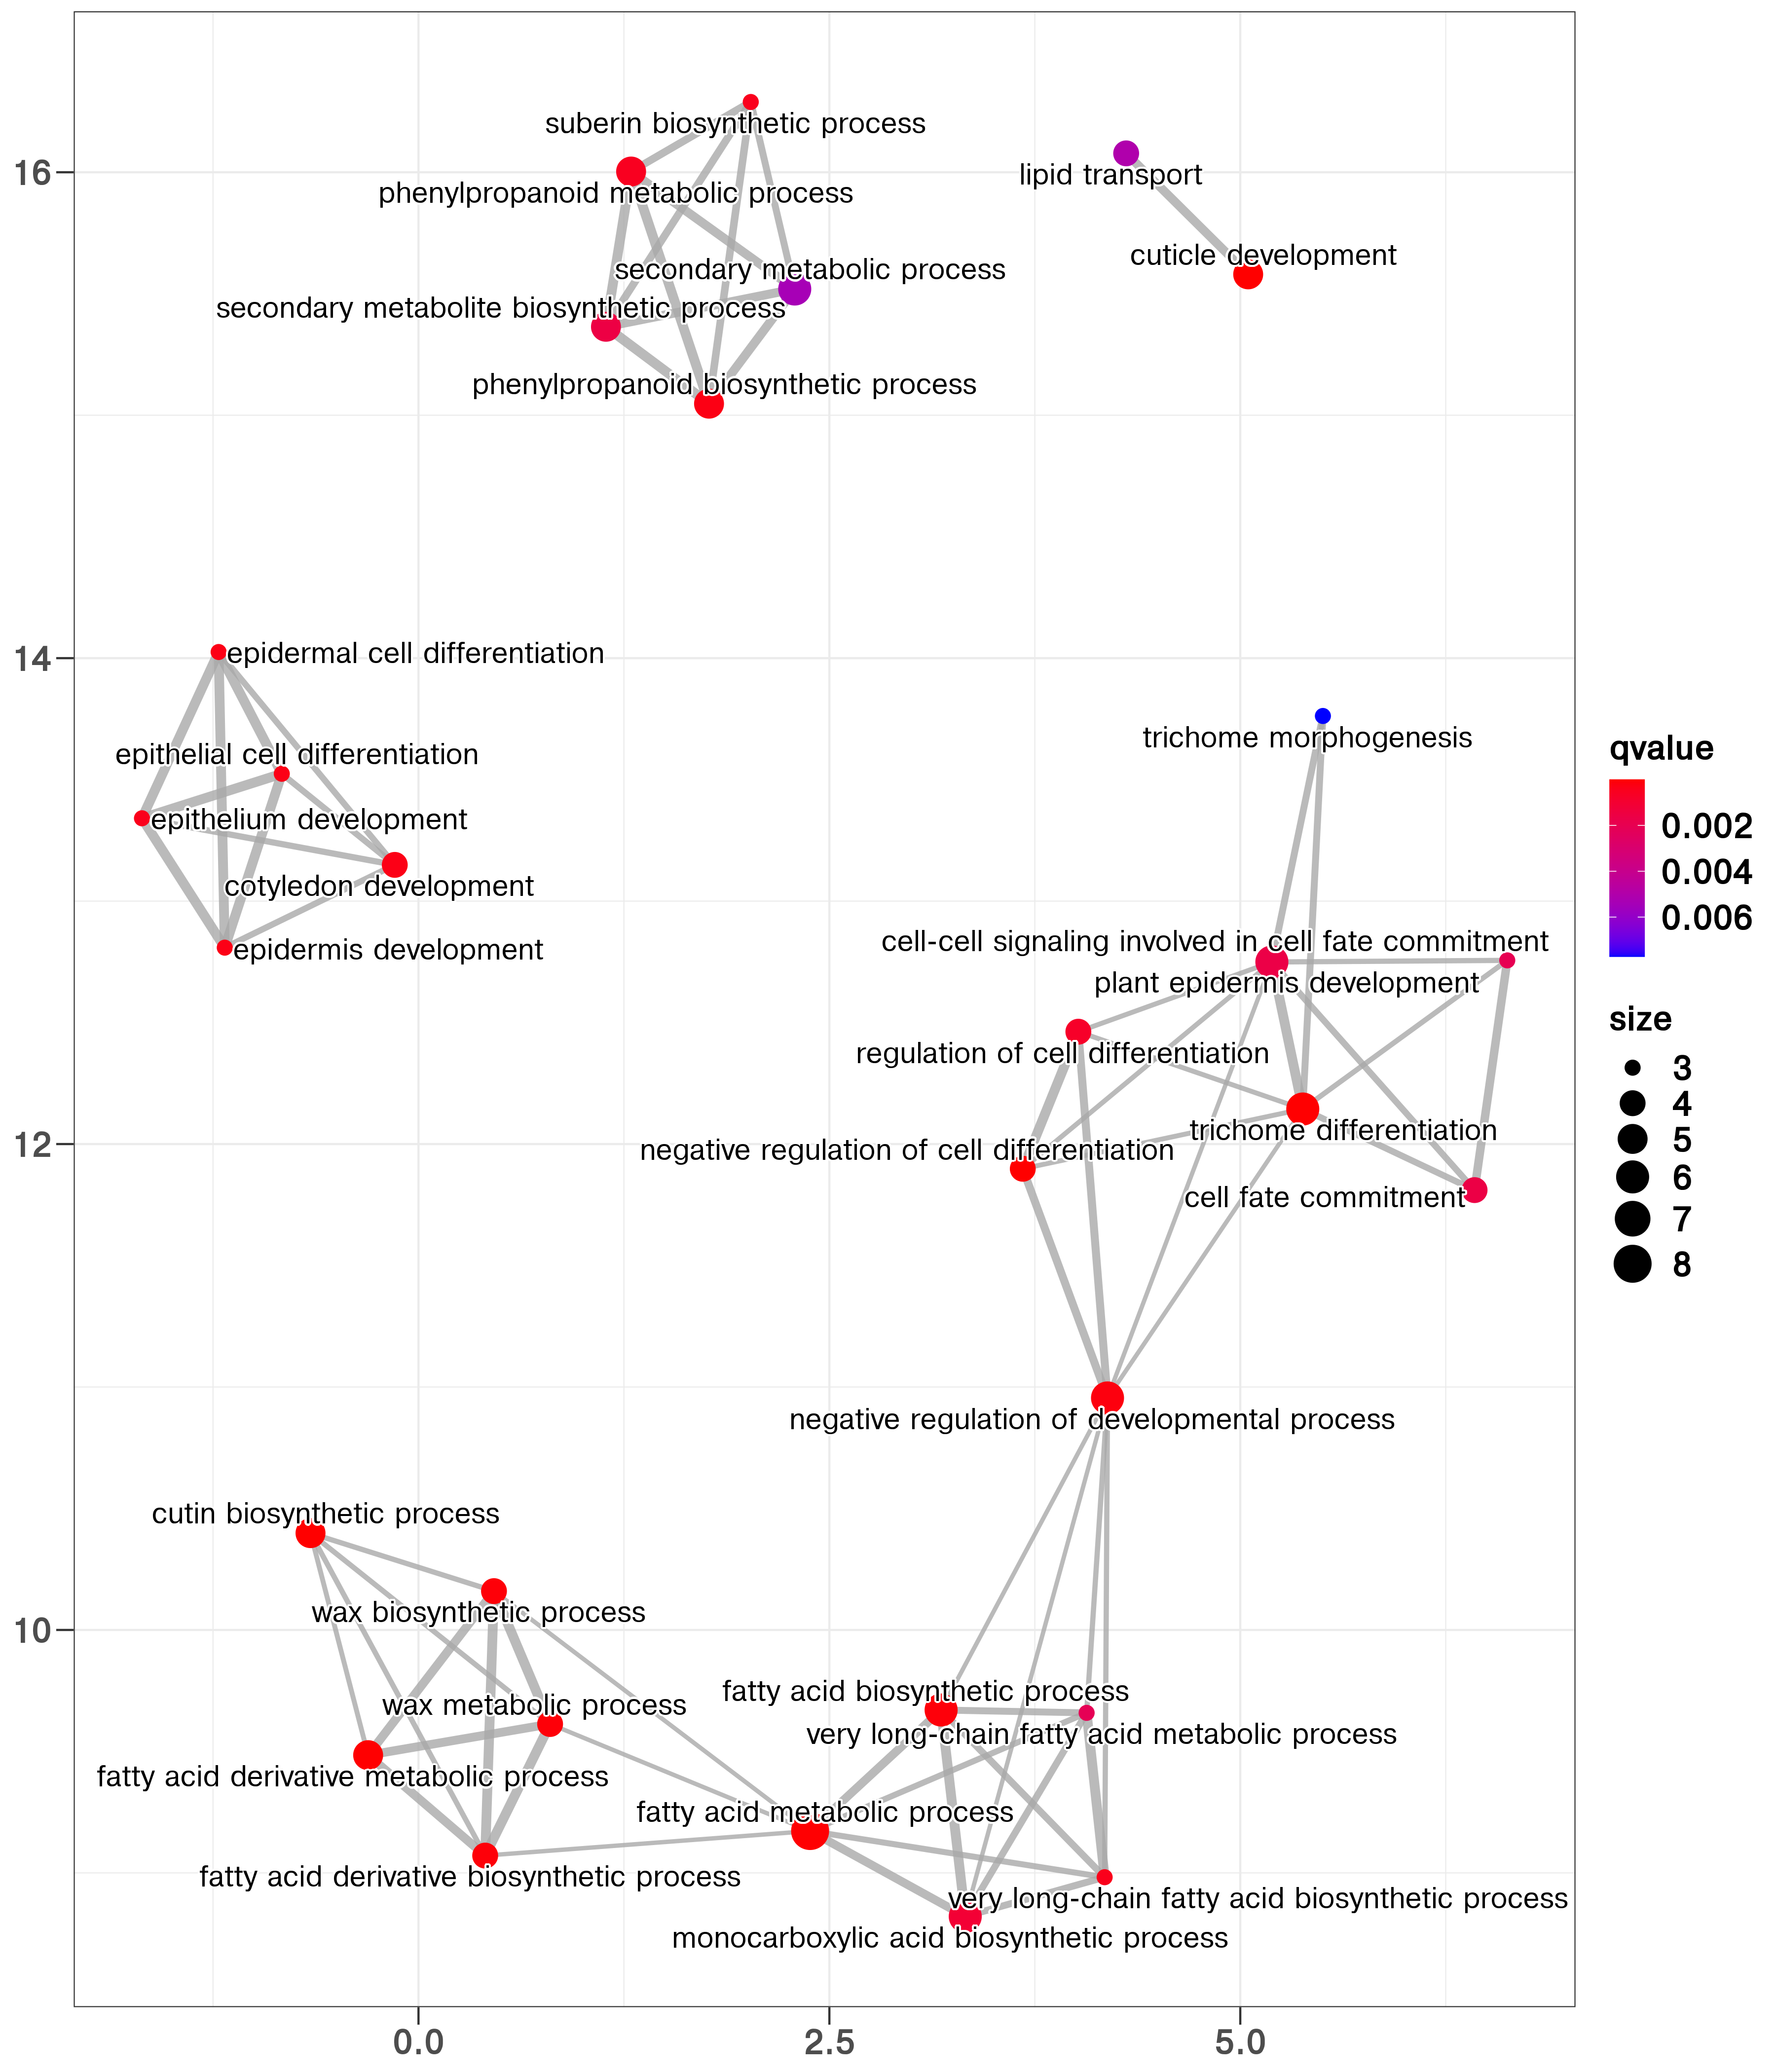 suberin biosynthetic process
16
phenylpropanoid metabolic process
lipid transport
cuticle development
secondary metabolic process
secondary metabolite biosynthetic process
phenylpropanoid biosynthetic process
14
epidermal cell differentiation
trichome morphogenesis
epithelial cell differentiation
epithelium development
cotyledon development
epidermis development
cell-cell signaling involved in cell fate commitment
plant epidermis development
regulation of cell differentiation
12
trichome differentiation
negative regulation of cell differentiation
cell fate commitment
negative regulation of developmental process
cutin biosynthetic process
wax biosynthetic process
10
fatty acid biosynthetic process
wax metabolic process
very long-chain fatty acid metabolic process
fatty acid derivative metabolic process
fatty acid metabolic process
fatty acid derivative biosynthetic process
very long-chain fatty acid biosynthetic process
monocarboxylic acid biosynthetic process
0.0
2.5
5.0
qvalue
0.002
0.004
0.006
size
3
4
5
6
7
8